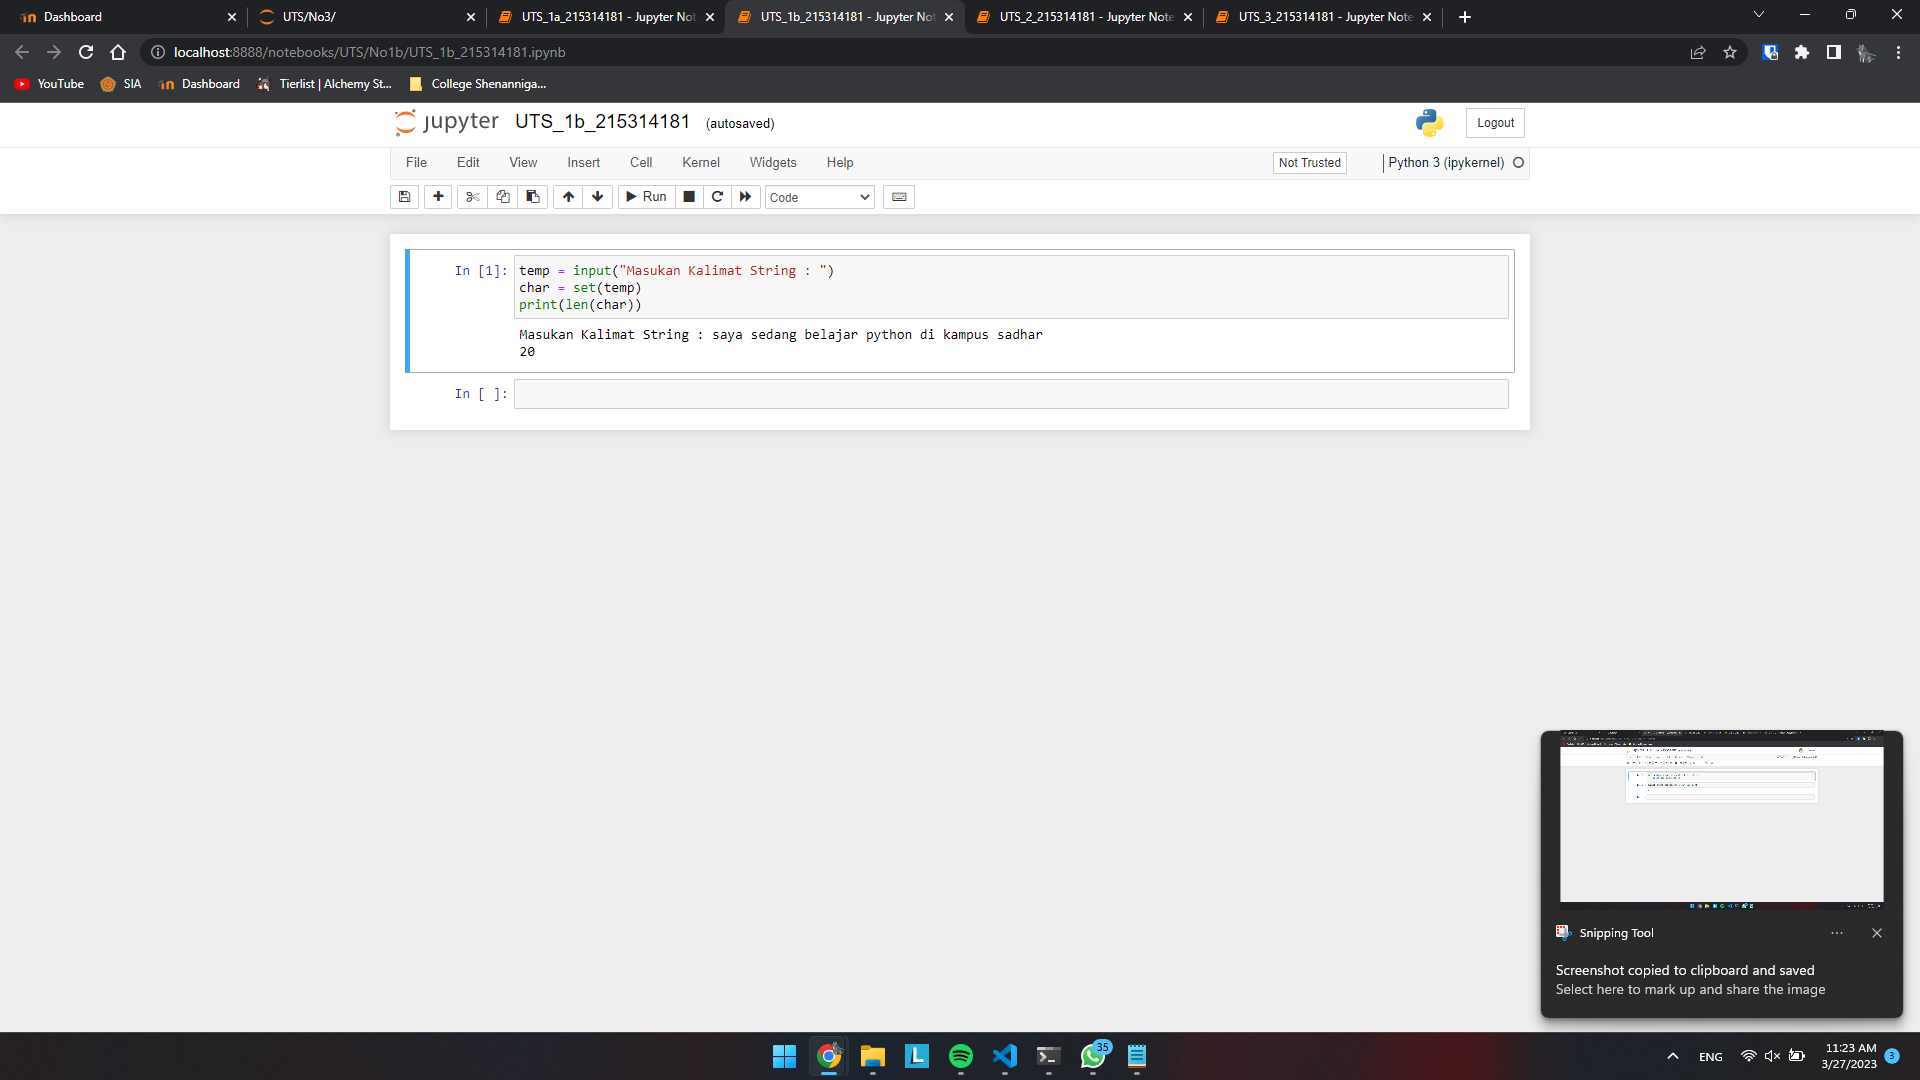 Dashboard
UTS/No3/
UTS_1a_215314181 - Jupyter Not
UTS_1b_215314181 - Jupyter Not
UTS_2_215314181 - Jupyter Note
UTS_3_215314181 - Jupyter Note
localhost:8888/notebooks/UTS/No1b/UTS_1b_215314181.ipynb
YouTube
SIA
Dashboard
Tierlist | Alchemy St...
College Shenanniga...
jupyter UTS_1b_215314181 (autosaved)
Logout
File Edit View Insert Cell Kernel Widgets Help
Not Trusted
Python 3 (ipykernel)
Run
Code
In [1]: temp = input("Masukan Kalimat String : ")
char = set(temp)
print(len(char))
Masukan Kalimat String : saya sedang belajar python di kampus sadhar
20
In [ ]:
Snipping Tool
Screenshot copied to clipboard and saved
Select here to mark up and share the image
L
35
ENG
11:23 AM
3/27/2023
3